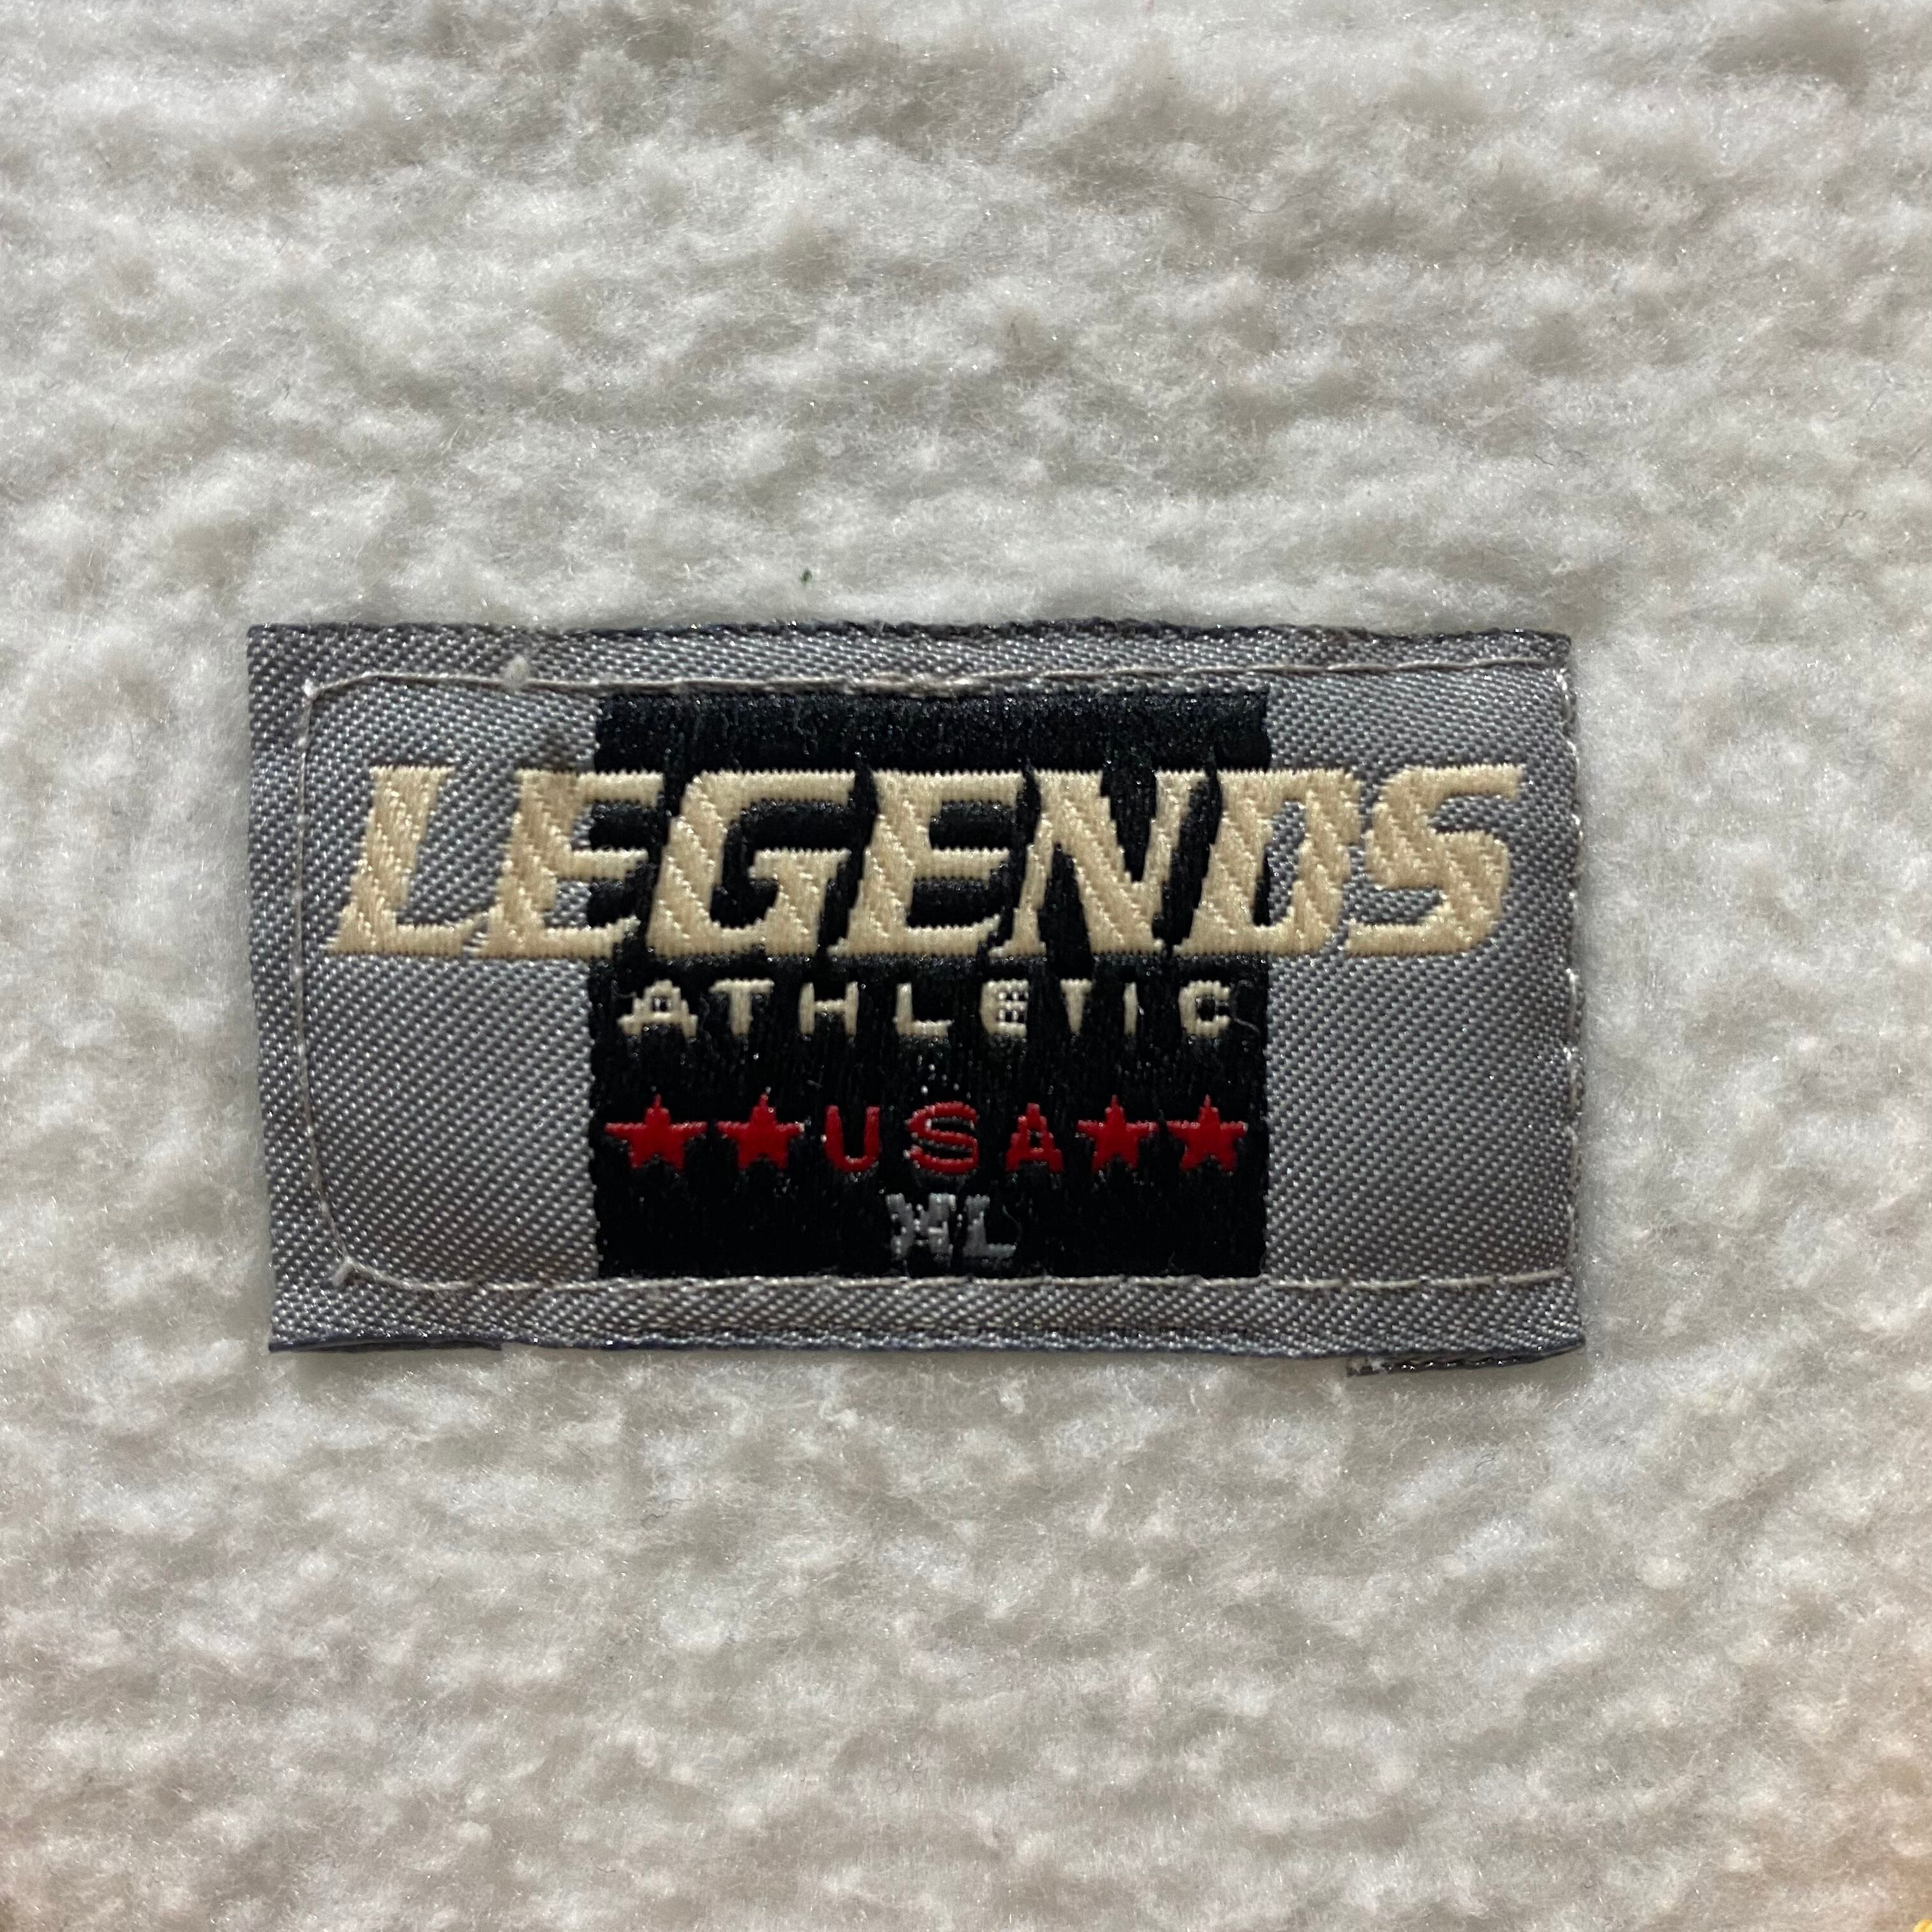 LEGENDS
ATHLETIC
★★USA★★
XL